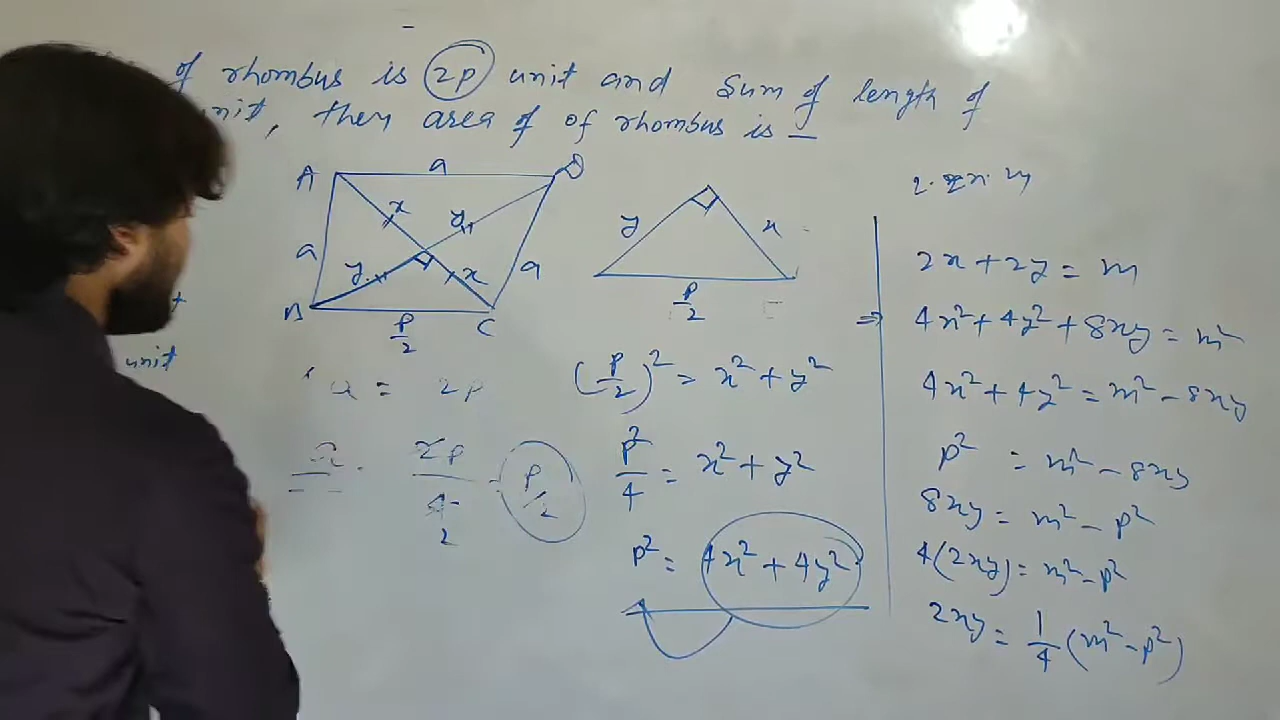 of rhombus is 2p unit and Sum of length of
nit, then area of of rhombus is _
A a D
x y
a y x a
B P/2 C
y x
P/2
unit
a = 2P
2P/4 2
P/2
(P/2)² = x² + y²
P²/4 = x² + y²
P² = 4x² + 4y²
2x + 2y = m
⇒ 4x² + 4y² + 8xy = m²
4x² + 4y² = m² - 8xy
P² = m² - 8xy
8xy = m² - P²
4(2xy) = m² - P²
2xy = 1/4 (m² - P²)